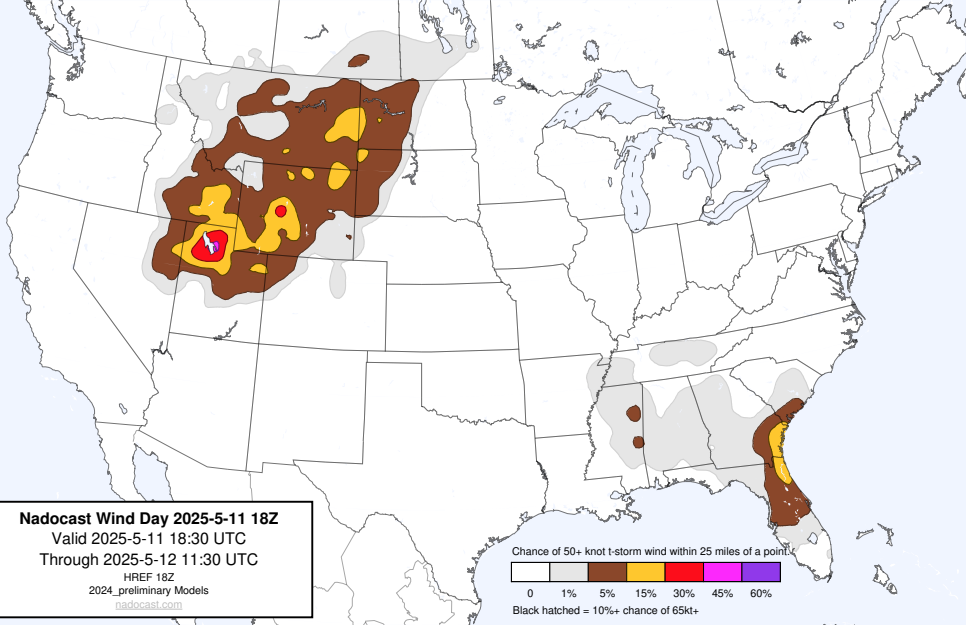 Nadocast Wind Day 2025-5-11 18Z
Valid 2025-5-11 18:30 UTC
Through 2025-5-12 11:30 UTC
HREF 18Z
2024_preliminary Models
nadocast.com
Chance of 50+ knot t-storm wind within 25 miles of a point.
0 1% 5% 15% 30% 45% 60%
Black hatched = 10%+ chance of 65kt+